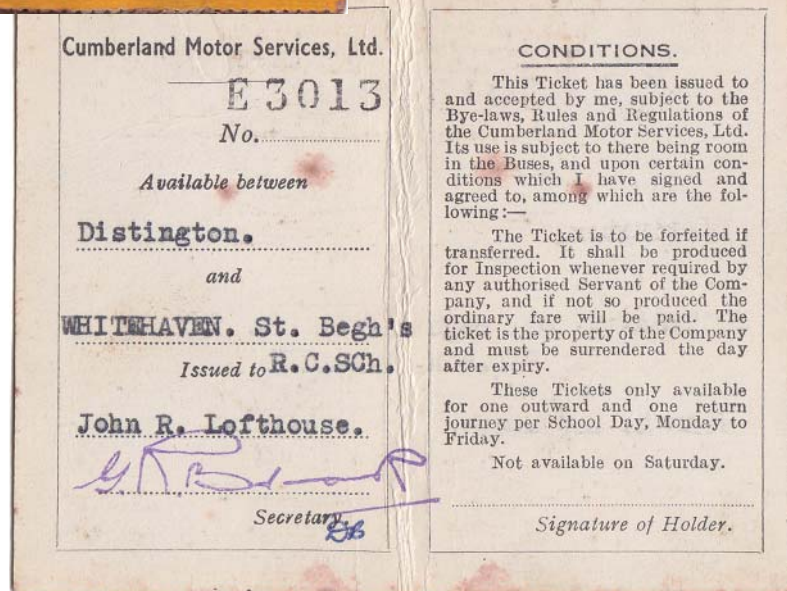 Cumberland Motor Services, Ltd.
E 3013
No.
Available between
Distington.
and
WHITEHAVEN. St. Begh's
Issued to R.C.SCh.
John R. Lofthouse.
Secretary.
DB
CONDITIONS.
This Ticket has been issued to
and accepted by me, subject to the
Bye-laws, Rules and Regulations of
the Cumberland Motor Services, Ltd.
Its use is subject to there being room
in the Buses, and upon certain con-
ditions which I have signed and
agreed to, among which are the fol-
lowing:—
The Ticket is to be forfeited if
transferred. It shall be produced
for Inspection whenever required by
any authorised Servant of the Com-
pany, and if not so produced the
ordinary fare will be paid. The
ticket is the property of the Company
and must be surrendered the day
after expiry.
These Tickets only available
for one outward and one return
journey per School Day, Monday to
Friday.
Not available on Saturday.
Signature of Holder.